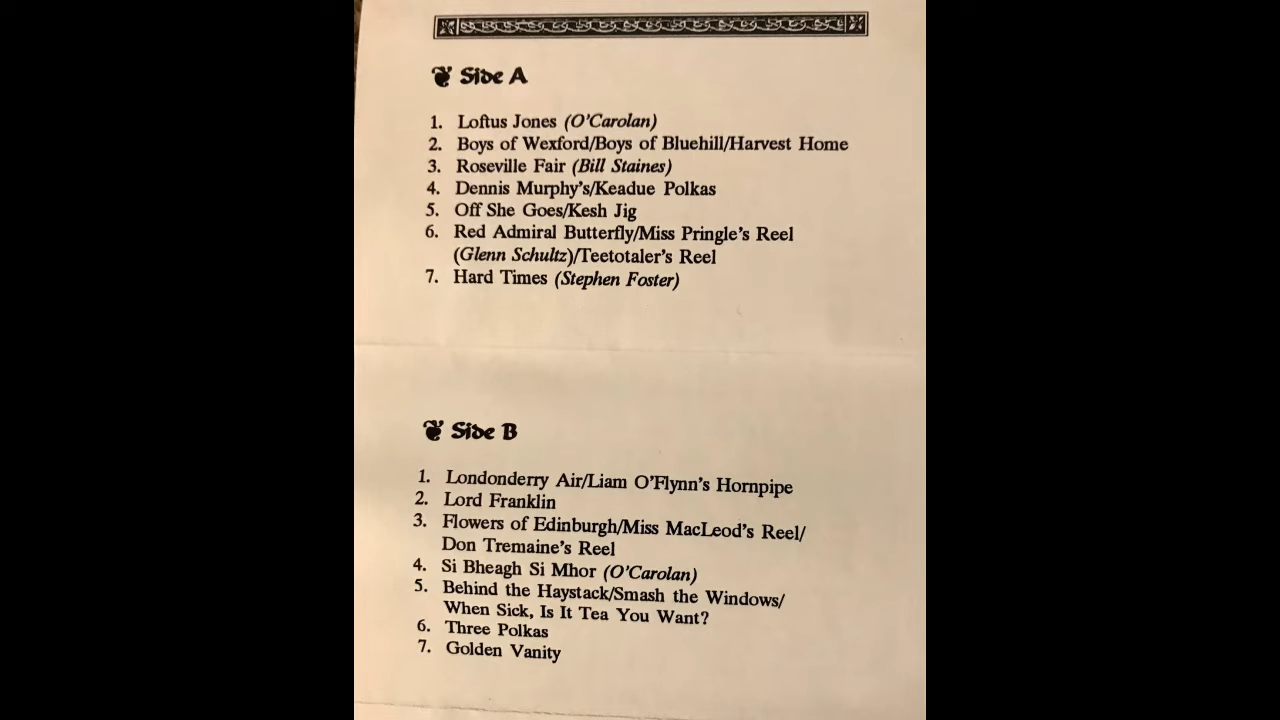 Side A
1. Loftus Jones (O'Carolan)
2. Boys of Wexford/Boys of Bluehill/Harvest Home
3. Roseville Fair (Bill Staines)
4. Dennis Murphy's/Keadue Polkas
5. Off She Goes/Kesh Jig
6. Red Admiral Butterfly/Miss Pringle's Reel
(Glenn Schultz)/Teetotaler's Reel
7. Hard Times (Stephen Foster)
Side B
1. Londonderry Air/Liam O'Flynn's Hornpipe
2. Lord Franklin
3. Flowers of Edinburgh/Miss MacLeod's Reel/
Don Tremaine's Reel
4. Si Bheagh Si Mhor (O'Carolan)
5. Behind the Haystack/Smash the Windows/
When Sick, Is It Tea You Want?
6. Three Polkas
7. Golden Vanity